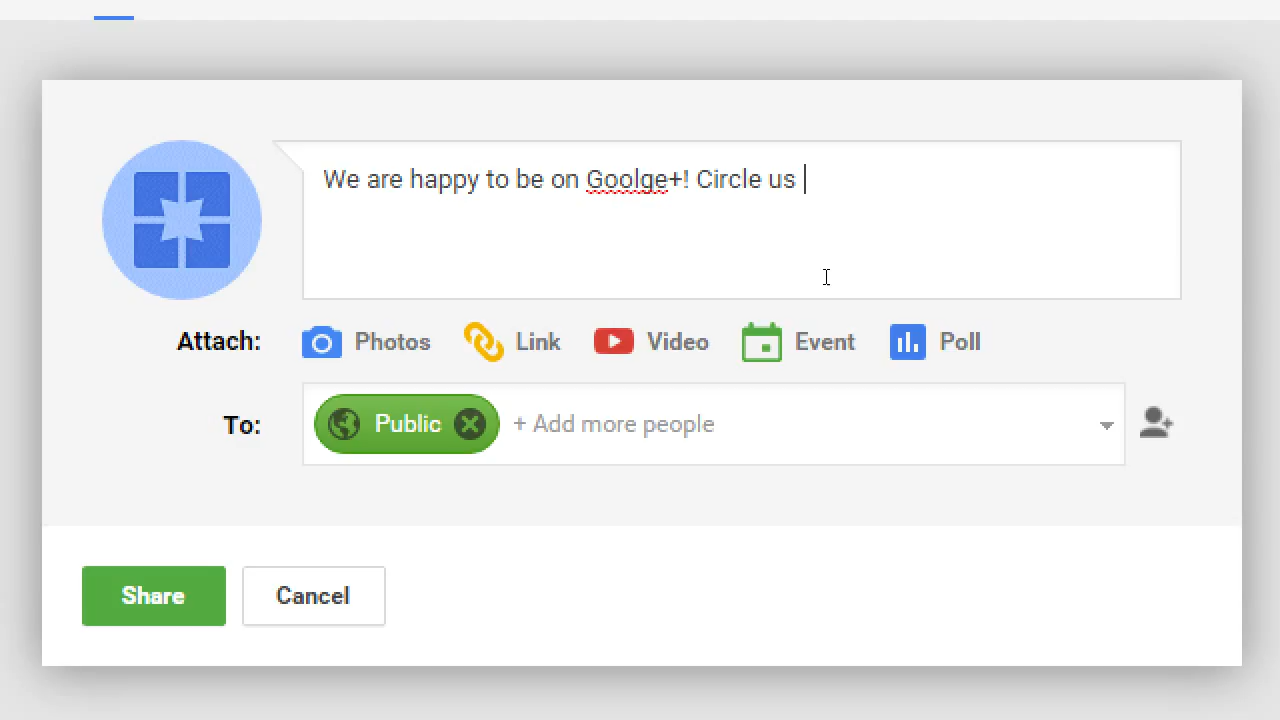 We are happy to be on Goolge+! Circle us
Attach: Photos Link Video Event Poll
To: Public + Add more people
Share Cancel